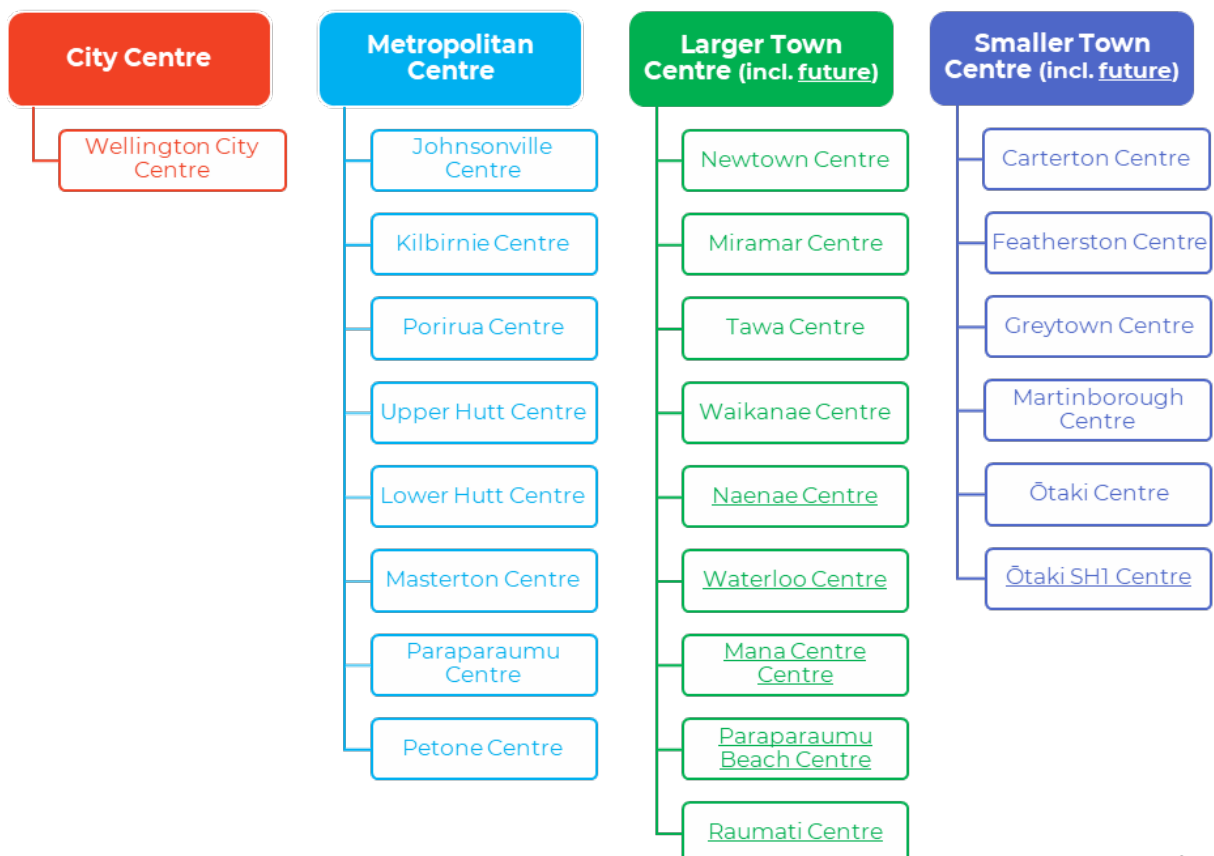 City Centre
Wellington City
Centre
Metropolitan
Centre
Johnsonville
Centre
Kilbirnie Centre
Porirua Centre
Upper Hutt Centre
Lower Hutt Centre
Masterton Centre
Paraparaumu
Centre
Petone Centre
Larger Town
Centre (incl. future)
Newtown Centre
Miramar Centre
Tawa Centre
Waikanae Centre
Naenae Centre
Waterloo Centre
Mana Centre
Centre
Paraparaumu
Beach Centre
Raumati Centre
Smaller Town
Centre (incl. future)
Carterton Centre
Featherston Centre
Greytown Centre
Martinborough
Centre
Ōtaki Centre
Ōtaki SH1 Centre